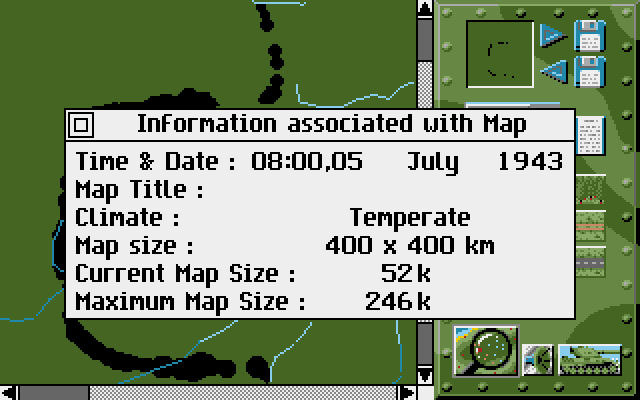 Information associated with Map
Time & Date : 08:00,05 July 1943
Map Title :
Climate : Temperate
Map size : 400 x 400 km
Current Map Size : 52k
Maximum Map Size : 246k